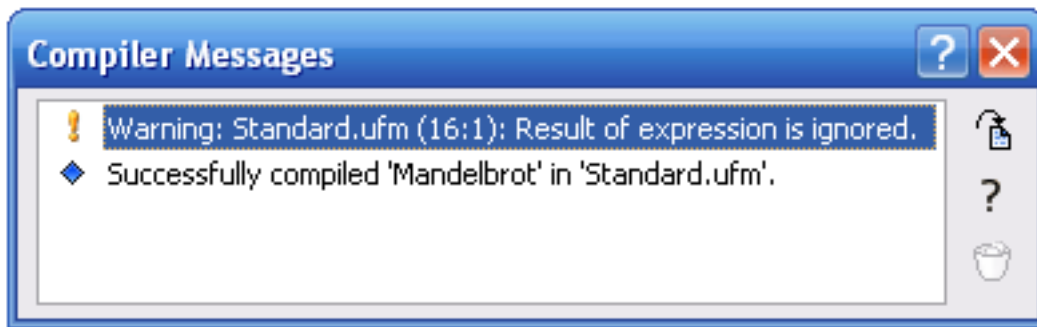 Compiler Messages
Warning: Standard.ufm (16:1): Result of expression is ignored.
Successfully compiled 'Mandelbrot' in 'Standard.ufm'.